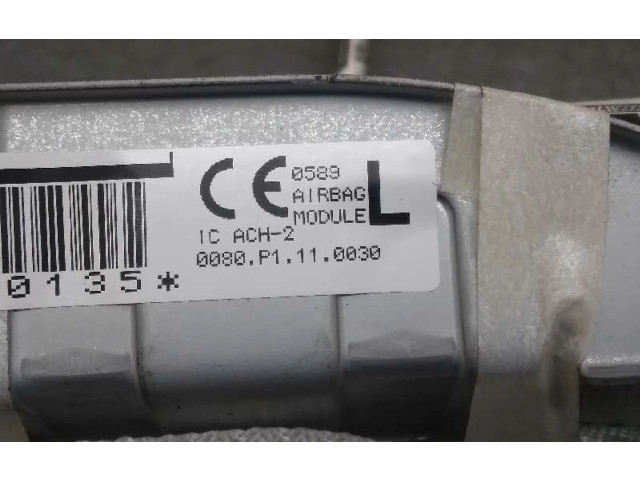 CE 0589
AIRBAG
MODULE L
IC ACH-2
0080.P1.11.0030
0135*